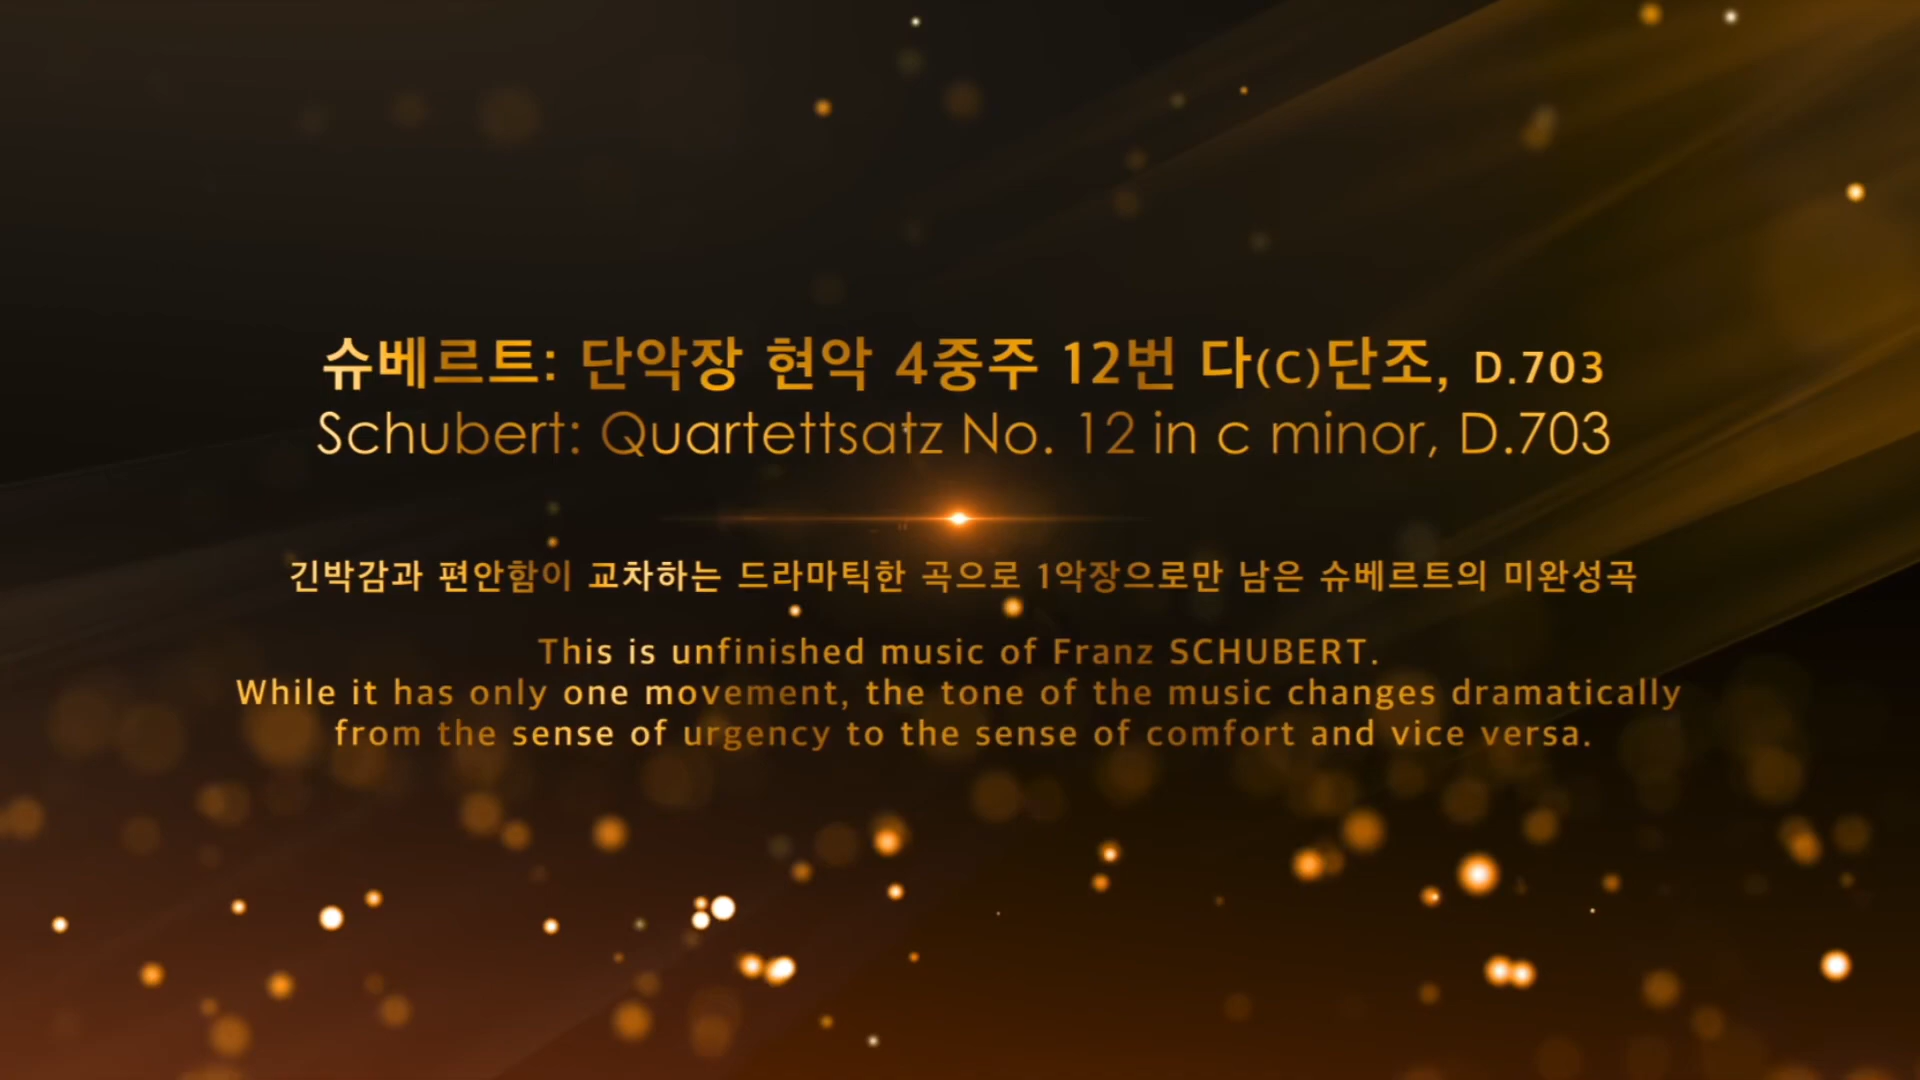 슈베르트: 단악장 현악 4중주 12번 다(C)단조, D.703
Schubert: Quartettsatz No. 12 in c minor, D.703
긴박감과 편안함이 교차하는 드라마틱한 곡으로 1악장으로만 남은 슈베르트의 미완성곡
This is unfinished music of Franz SCHUBERT.
While it has only one movement, the tone of the music changes dramatically
from the sense of urgency to the sense of comfort and vice versa.